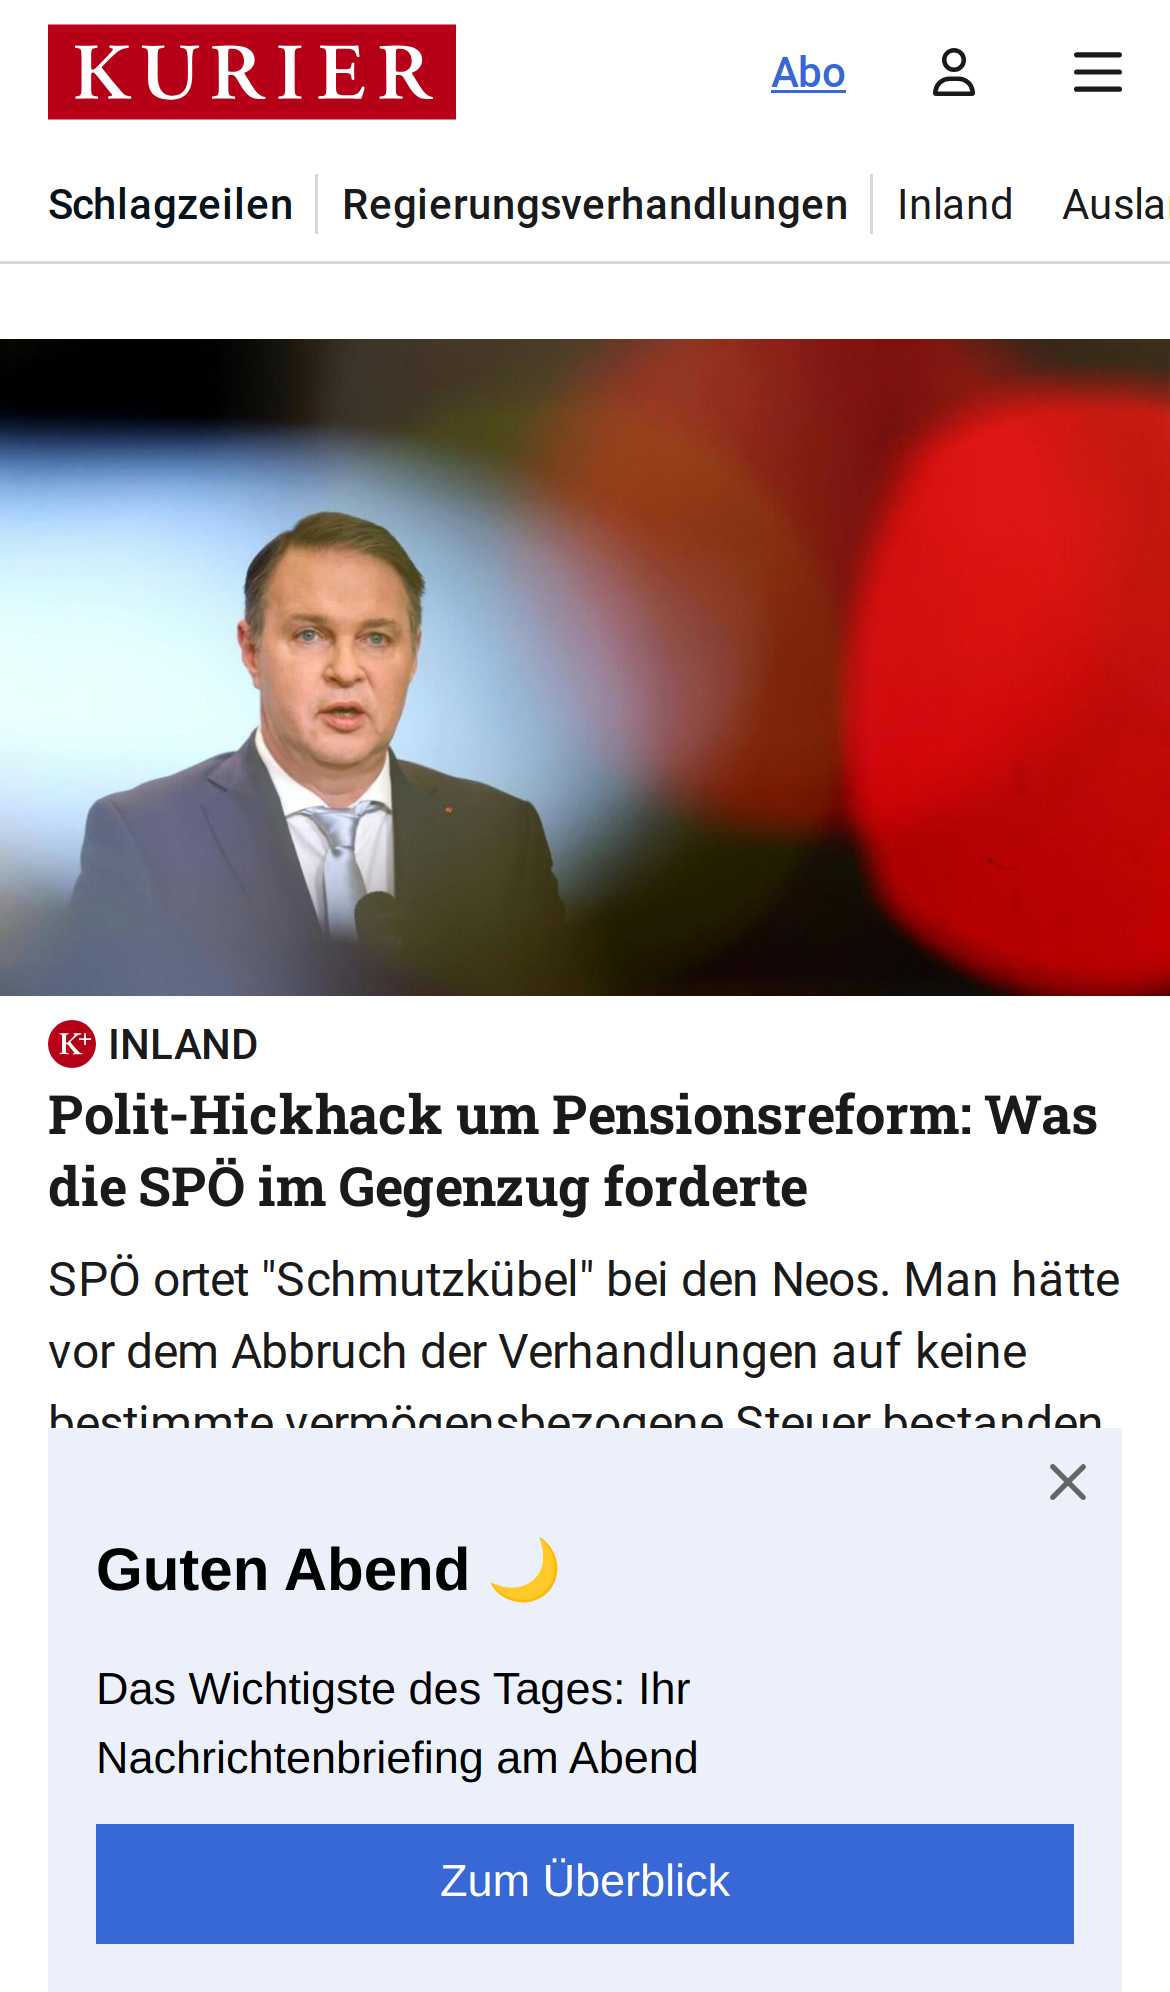 KURIER
Abo
Schlagzeilen
Regierungsverhandlungen
Inland
Ausla
K+ INLAND
Polit-Hickhack um Pensionsreform: Was
die SPÖ im Gegenzug forderte
SPÖ ortet "Schmutzkübel" bei den Neos. Man hätte
vor dem Abbruch der Verhandlungen auf keine
bestimmte vermögensbezogene Steuer bestanden
Guten Abend 🌙
Das Wichtigste des Tages: Ihr
Nachrichtenbriefing am Abend
Zum Überblick